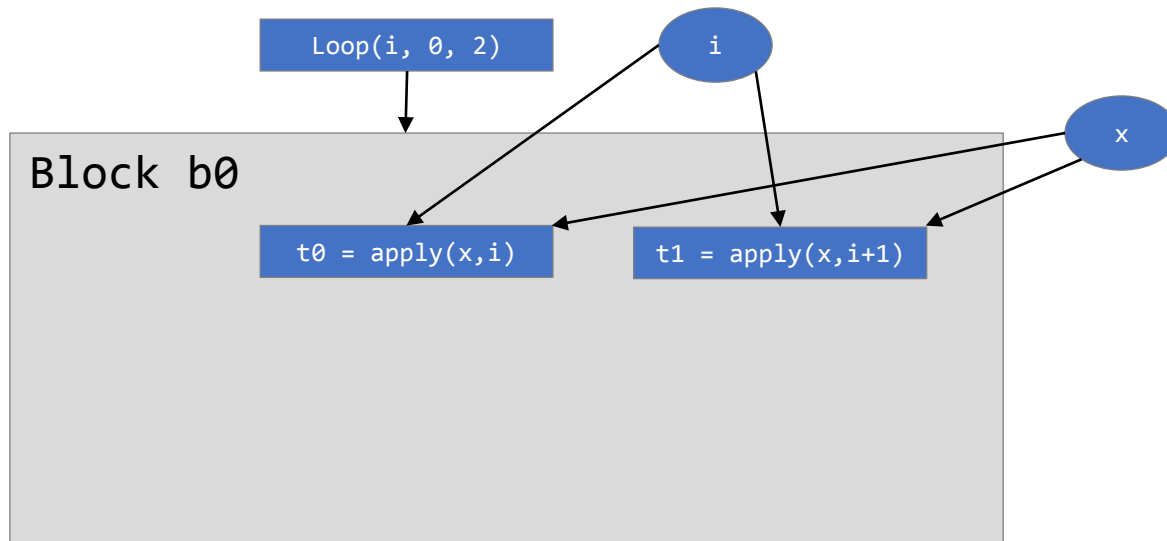 Loop(i, 0, 2)
i
x
Block b0
t0 = apply(x,i)
t1 = apply(x,i+1)